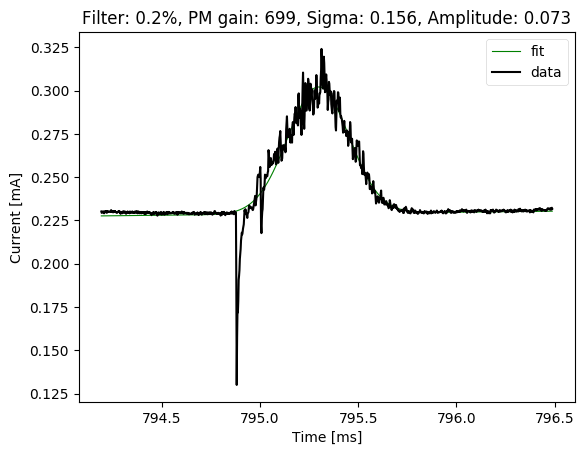 Filter: 0.2%, PM gain: 699, Sigma: 0.156, Amplitude: 0.073
fit
data
0.325
0.300
0.275
0.250
0.225
0.200
0.175
0.150
0.125
Current [mA]
794.5 795.0 795.5 796.0 796.5
Time [ms]